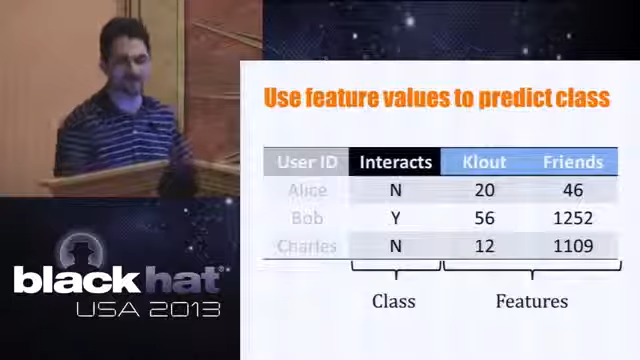 Use feature values to predict class
User ID Interacts Klout Friends
Alice N 20 46
Bob Y 56 1252
Charles N 12 1109
Class Features
black hat®
USA 2013